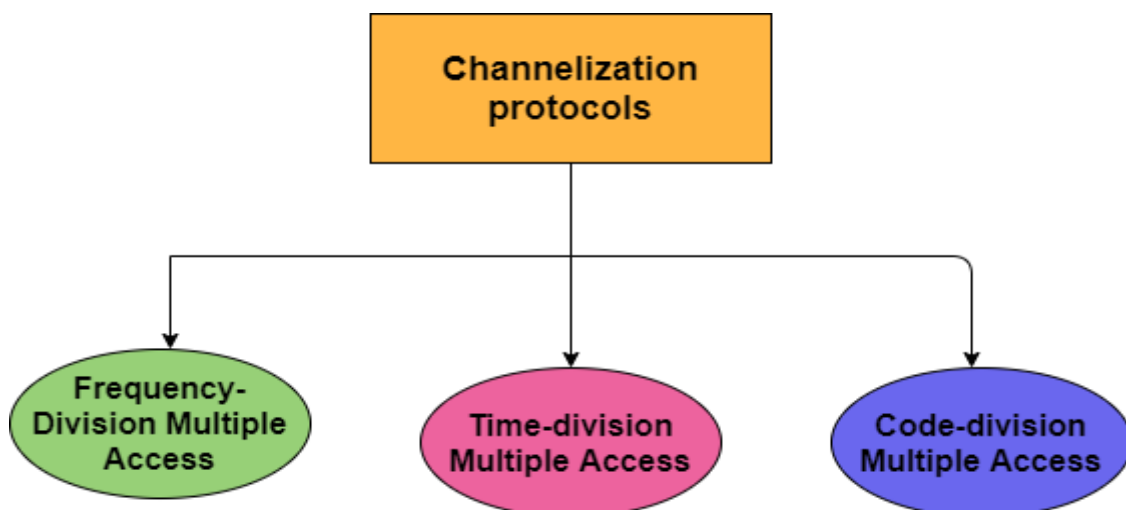 Channelization
protocols
Frequency-
Division Multiple
Access
Time-division
Multiple Access
Code-division
Multiple Access